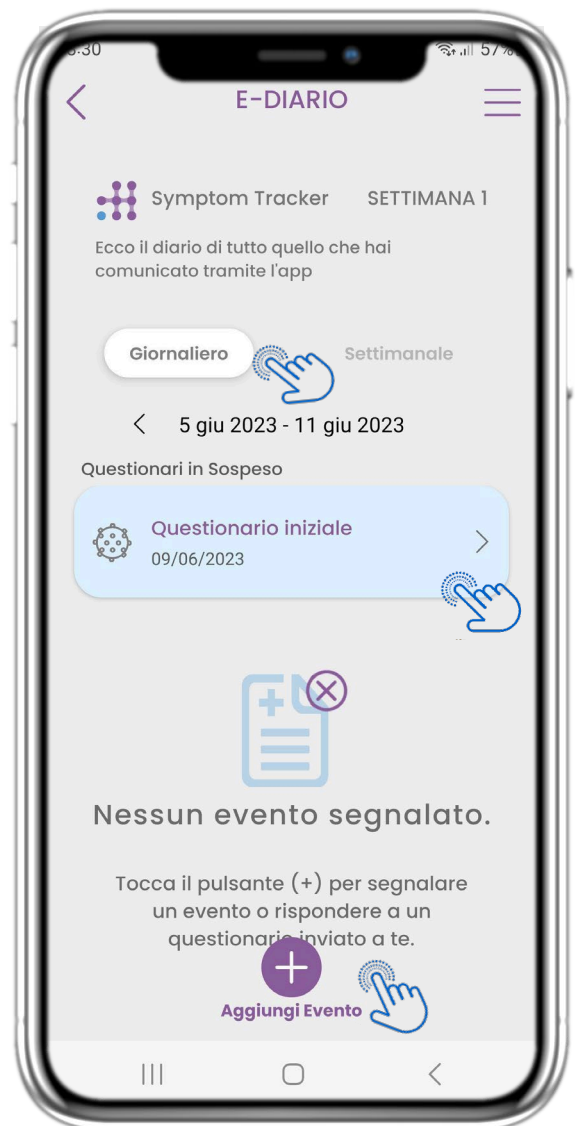 57%
E-DIARIO
Symptom Tracker SETTIMANA 1
Ecco il diario di tutto quello che hai
comunicato tramite l'app
Giornaliero Settimanale
5 giu 2023 - 11 giu 2023
Questionari in Sospeso
Questionario iniziale
09/06/2023
Nessun evento segnalato.
Tocca il pulsante (+) per segnalare
un evento o rispondere a un
questionario inviato a te.
Aggiungi Evento